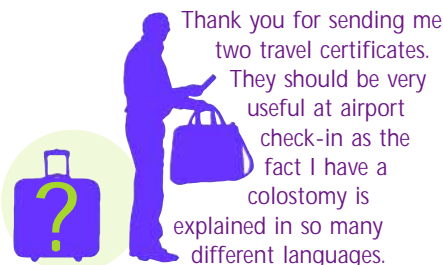 Thank you for sending me
two travel certificates.
They should be very
useful at airport
check-in as the
fact I have a
colostomy is
explained in so many
different languages.
?